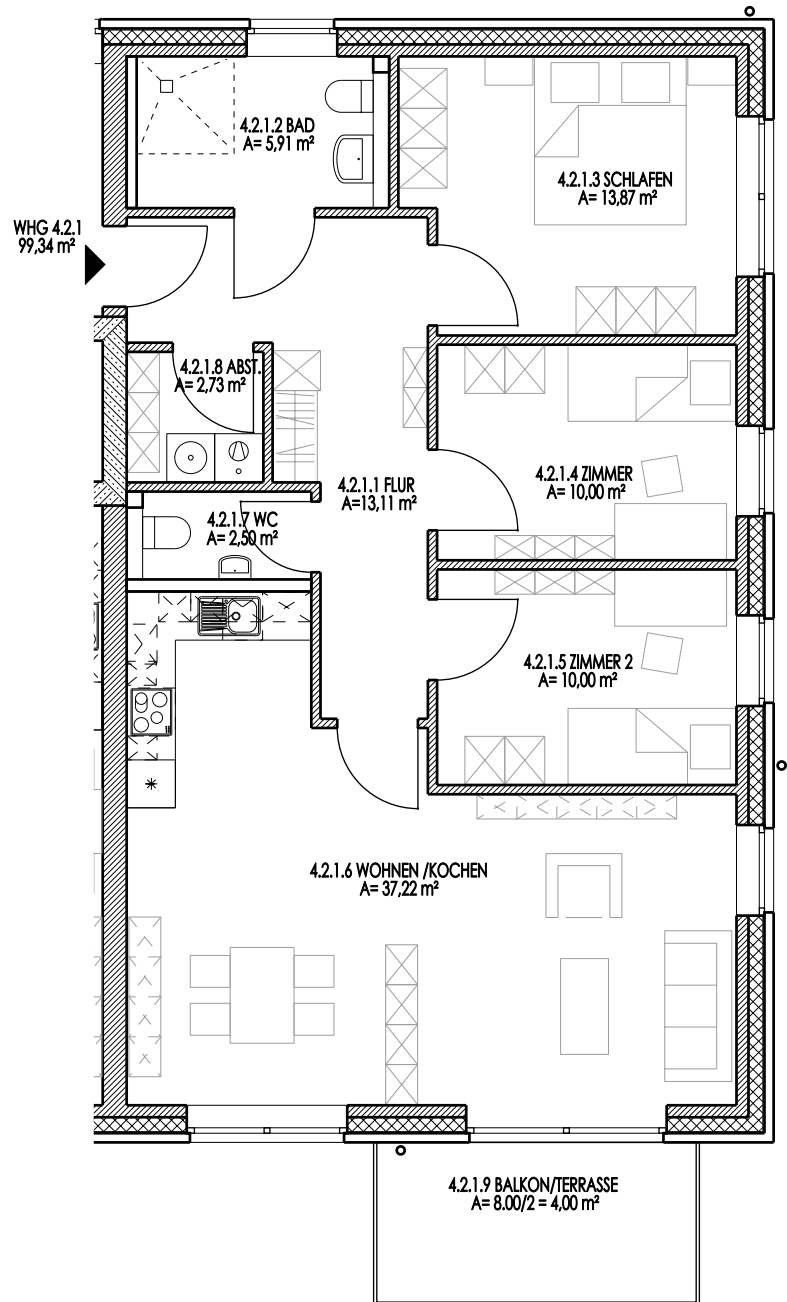 4.2.1.2 BAD
A= 5,91 m²
4.2.1.3 SCHLAFEN
A= 13,87 m²
WHG 4.2.1
99,34 m²
4.2.1.8 ABST.
A= 2,73 m²
4.2.1.1 FLUR
A=13,11 m²
4.2.1.4 ZIMMER
A= 10,00 m²
4.2.1.7 WC
A= 2,50 m²
4.2.1.5 ZIMMER 2
A= 10,00 m²
4.2.1.6 WOHNEN /KOCHEN
A= 37,22 m²
4.2.1.9 BALKON/TERRASSE
A= 8.00/2 = 4,00 m²